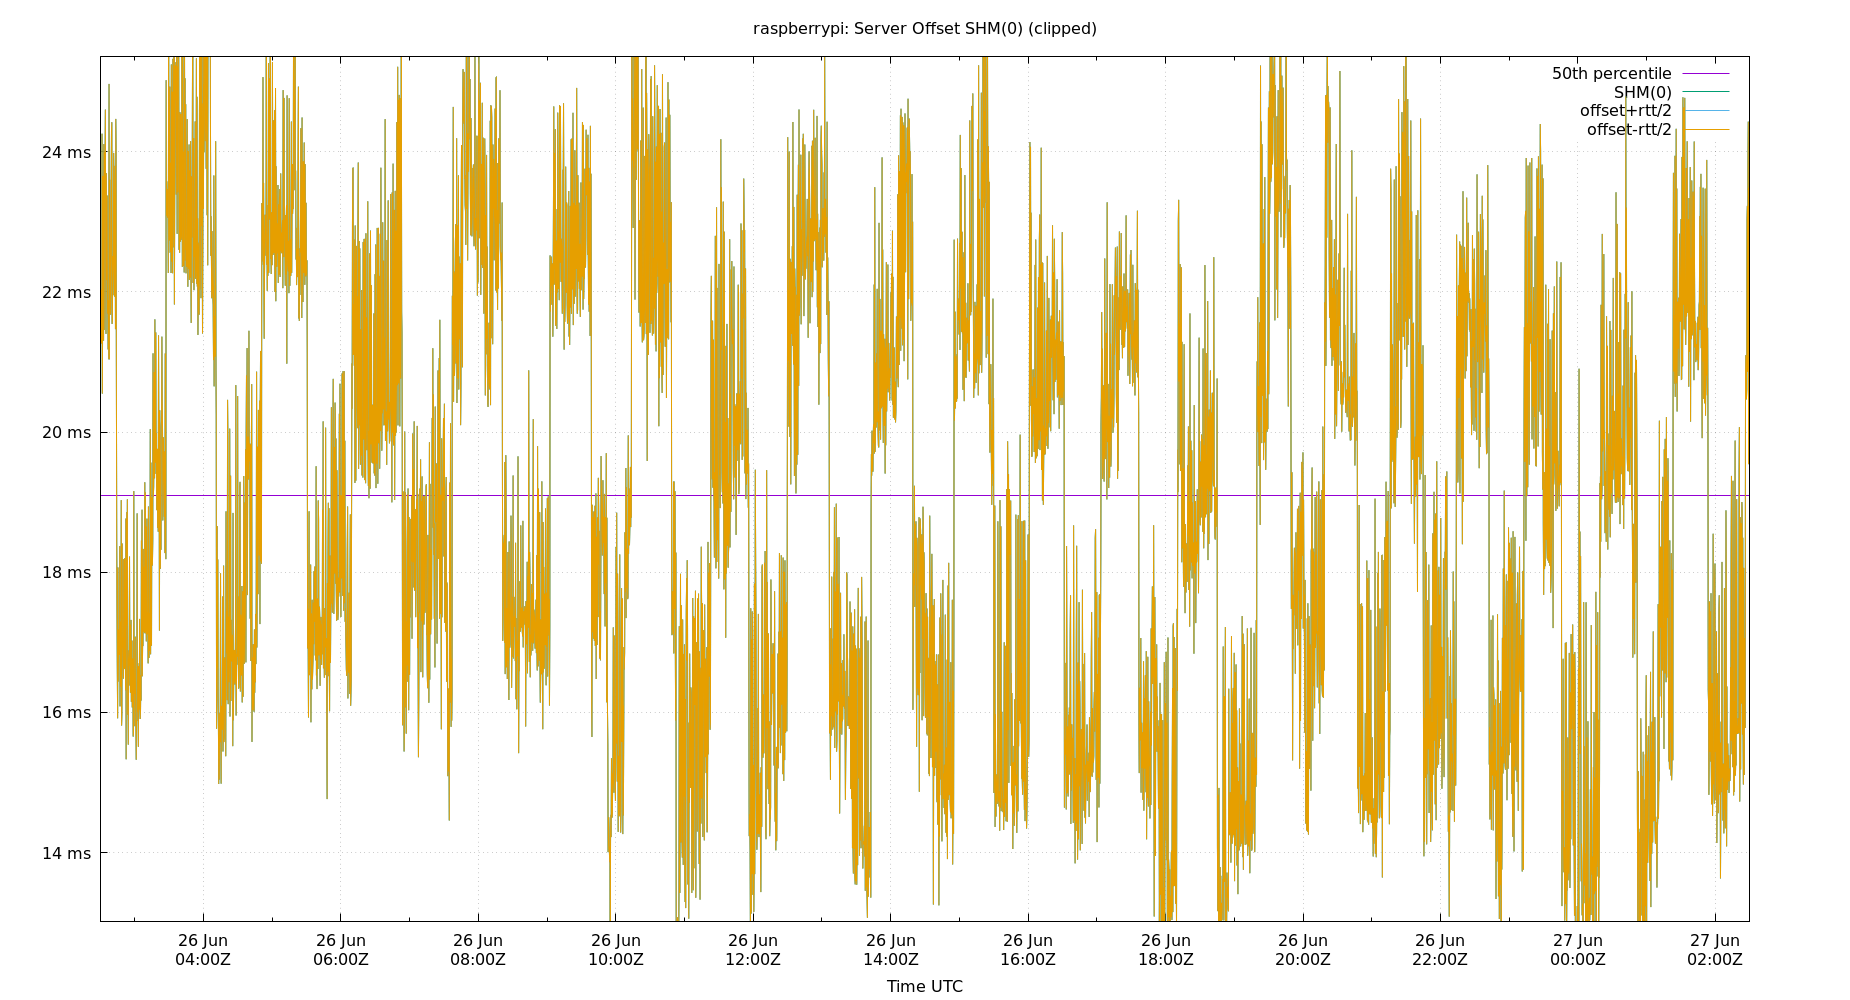 raspberrypi: Server Offset SHM(0) (clipped)
50th percentile
SHM(0)
offset+rtt/2
offset-rtt/2
24 ms
22 ms
20 ms
18 ms
16 ms
14 ms
26 Jun 26 Jun 26 Jun 26 Jun 26 Jun 26 Jun 26 Jun 26 Jun 26 Jun 26 Jun 27 Jun 27 Jun
04:00Z 06:00Z 08:00Z 10:00Z 12:00Z 14:00Z 16:00Z 18:00Z 20:00Z 22:00Z 00:00Z 02:00Z
Time UTC